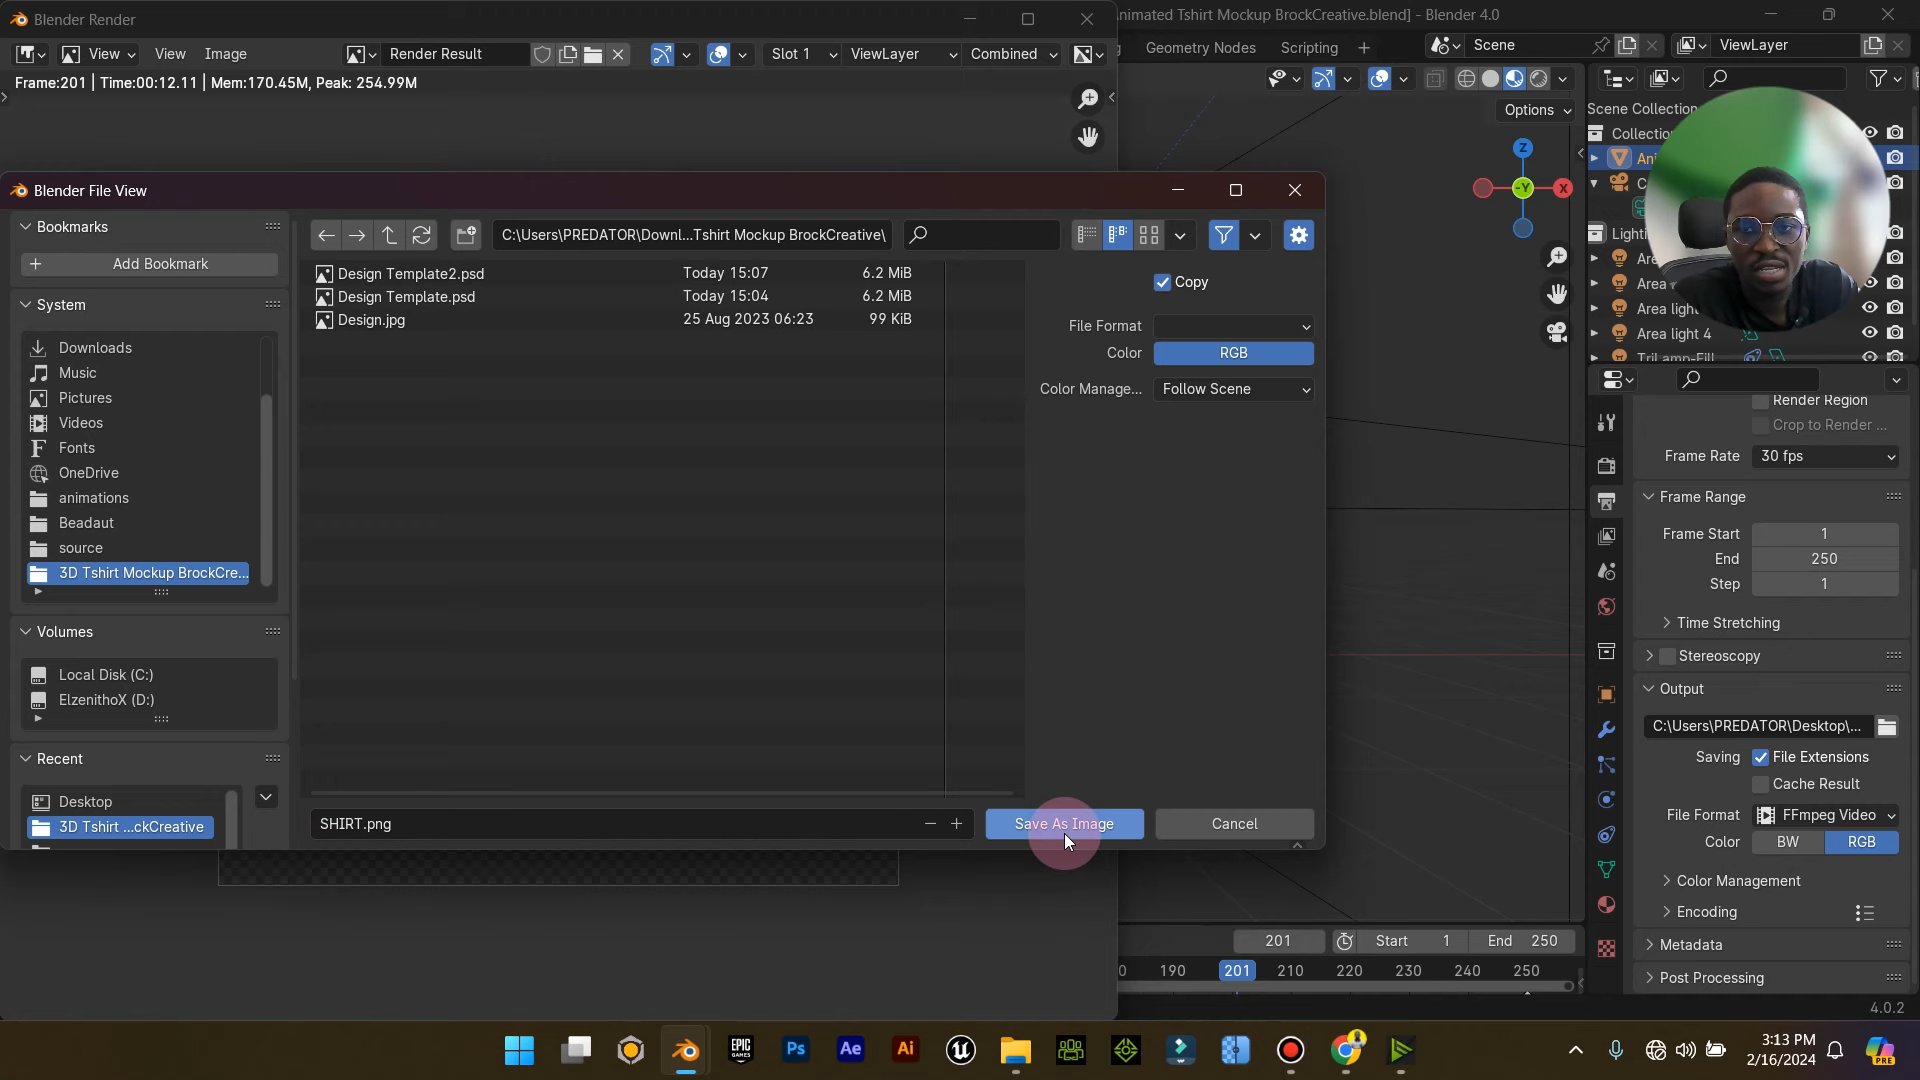 Blender Render
nimated Tshirt Mockup BrockCreative.blend] - Blender 4.0
View
View
Image
Render Result
Slot 1
ViewLayer
Combined
Geometry Nodes
Scripting
Scene
ViewLayer
Frame:201 | Time:00:12.11 | Mem:170.45M, Peak: 254.99M
Options
Scene Collection
Collection
Z
X
-Y
Area light 4
TriLamp-Fill
Blender File View
Bookmarks
Add Bookmark
System
Downloads
Music
Pictures
Videos
Fonts
OneDrive
animations
Beadaut
source
3D Tshirt Mockup BrockCre...
Volumes
Local Disk (C:)
ElzenithoX (D:)
Recent
Desktop
3D Tshirt ...ckCreative
C:\Users\PREDATOR\Downl...Tshirt Mockup BrockCreative\
Design Template2.psd Today 15:07 6.2 MiB
Design Template.psd Today 15:04 6.2 MiB
Design.jpg 25 Aug 2023 06:23 99 KiB
Copy
File Format
Color RGB
Color Manage... Follow Scene
SHIRT.png
Save As Image
Cancel
Render Region
Crop to Render ...
Frame Rate 30 fps
Frame Range
Frame Start 1
End 250
Step 1
Time Stretching
Stereoscopy
Output
C:\Users\PREDATOR\Desktop\...
Saving File Extensions
Cache Result
File Format FFmpeg Video
Color BW RGB
Color Management
Encoding
Metadata
Post Processing
201 Start 1 End 250
190 201 210 220 230 240 250
4.0.2
EPIC GAMES
Ps
Ae
Ai
3:13 PM
2/16/2024
PRE